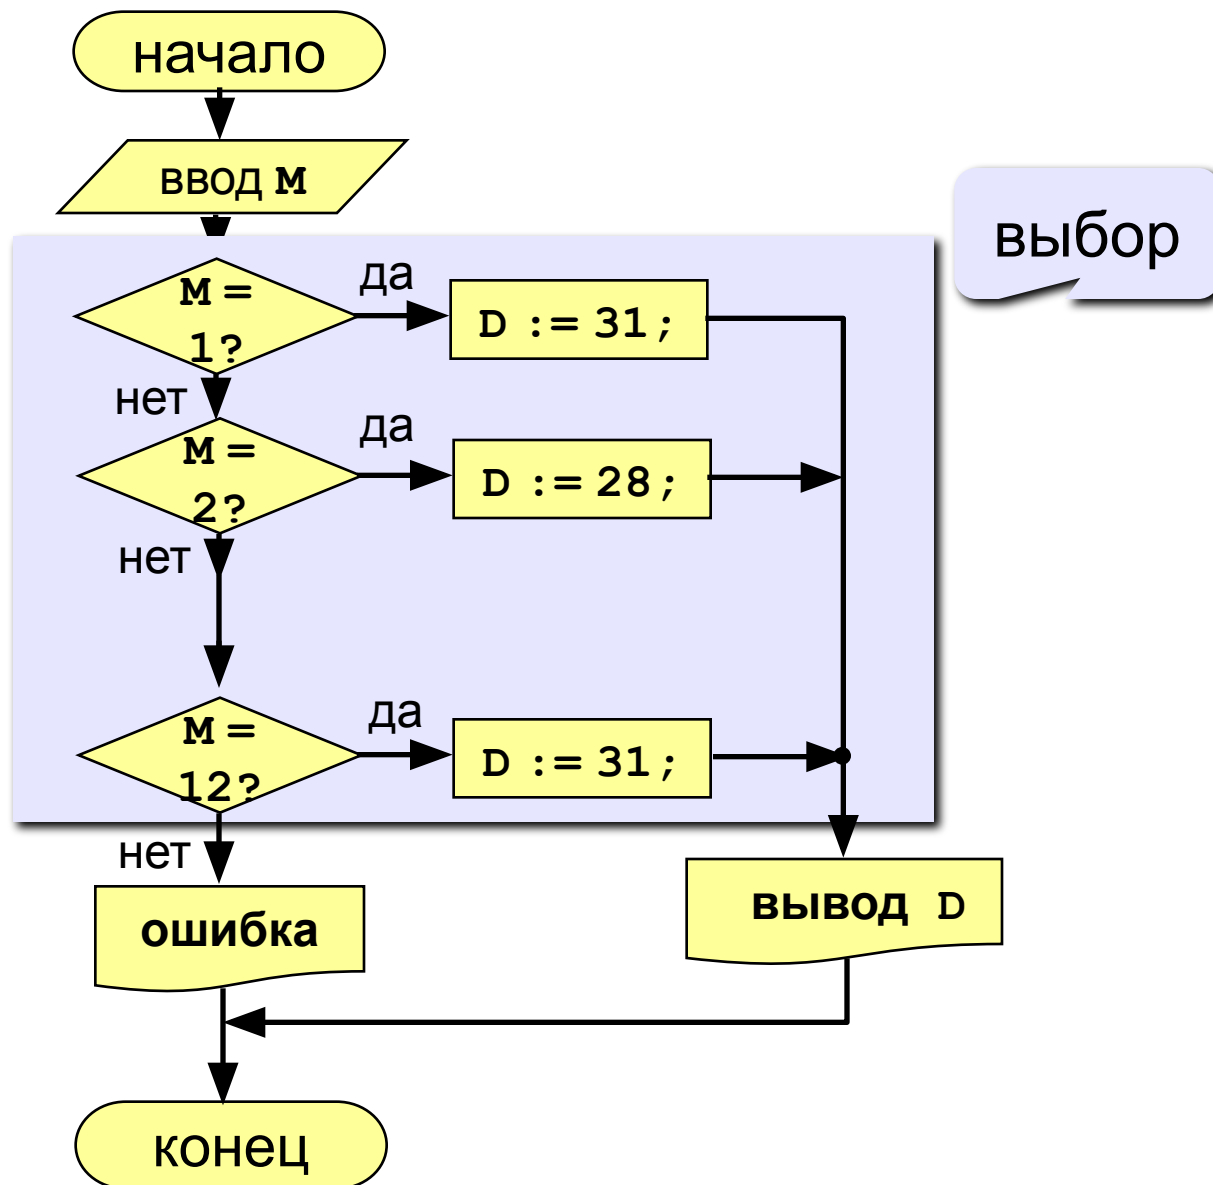 начало
ввод M
выбор
M =
1?
да
D := 31;
нет
M =
2?
да
D := 28;
нет
M =
12?
да
D := 31;
нет
ошибка
вывод D
конец